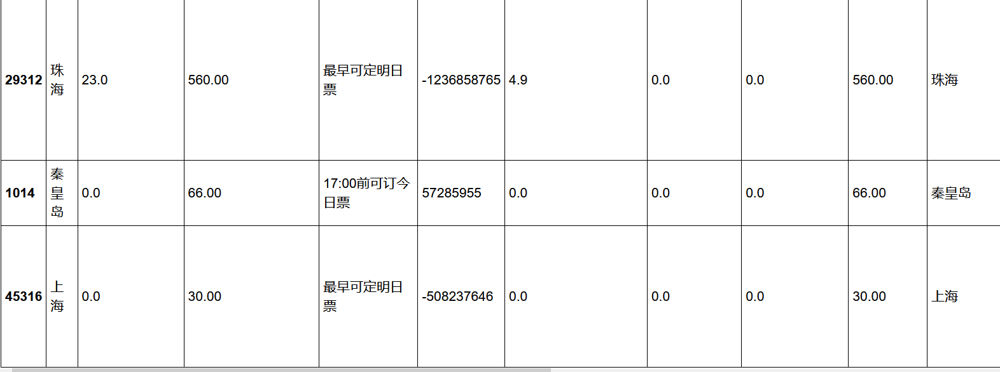 29312 珠海 23.0 560.00 最早可定明日票 -1236858765 4.9 0.0 0.0 560.00 珠海
1014 秦皇岛 0.0 66.00 17:00前可订今日票 57285955 0.0 0.0 0.0 66.00 秦皇岛
45316 上海 0.0 30.00 最早可定明日票 -508237646 0.0 0.0 0.0 30.00 上海